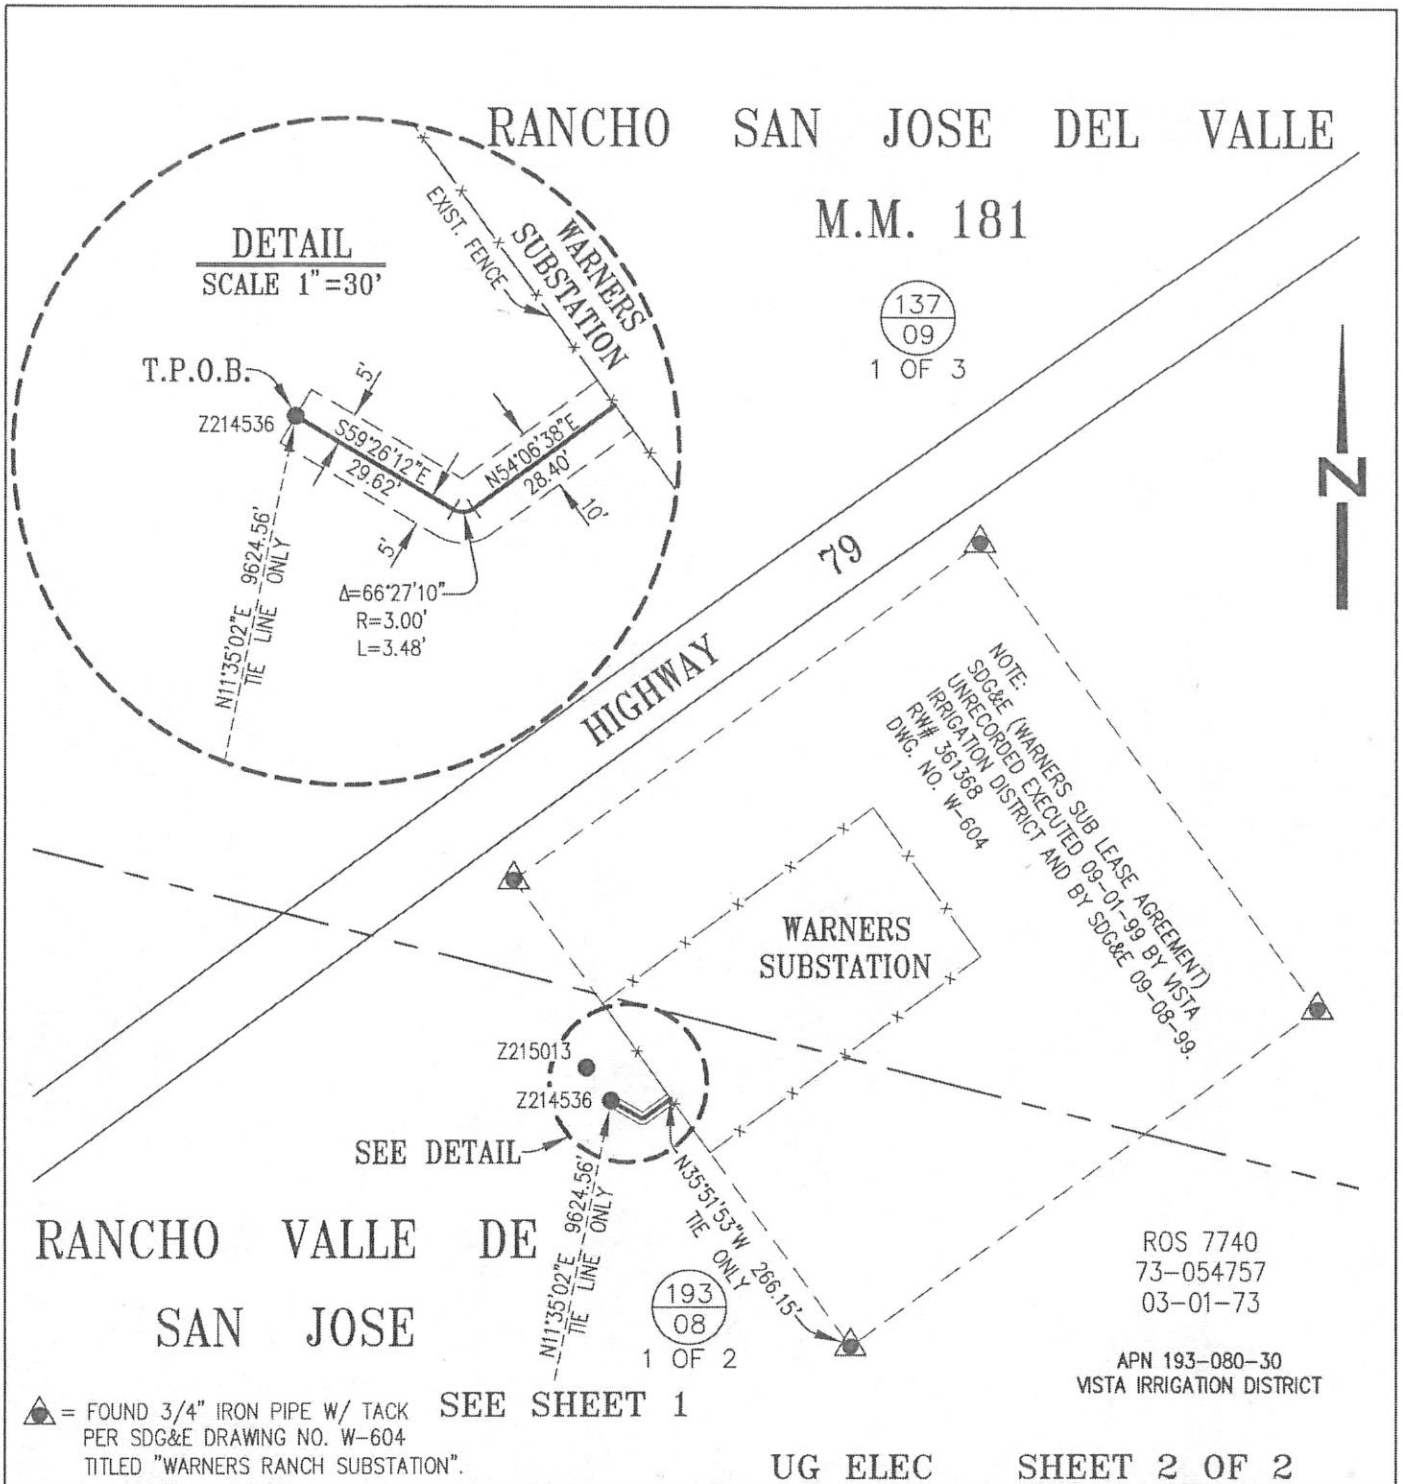 RANCHO SAN JOSE DEL VALLE
M.M. 181
137
09
1 OF 3
DETAIL
SCALE 1"=30'
EXIST. FENCE
WARNERS
SUBSTATION
T.P.O.B.
Z214536
5'
S59°26'12"E
29.62'
N54°06'38"E
28.40'
10'
5'
Δ=66°27'10"
R=3.00'
L=3.48'
N11°35'02"E 9624.56'
TIE LINE ONLY
HIGHWAY 79
N
NOTE:
SDG&E (WARNERS SUB LEASE AGREEMENT)
UNRECORDED EXECUTED 09-01-99 BY VISTA
IRRIGATION DISTRICT AND BY SDG&E 09-08-99.
RW# 361368
DWG. NO. W-604
WARNERS
SUBSTATION
Z215013
Z214536
SEE DETAIL
N11°35'02"E 9624.56'
TIE LINE ONLY
N35°51'53"W 266.15'
TIE ONLY
RANCHO VALLE DE
SAN JOSE
193
08
1 OF 2
ROS 7740
73-054757
03-01-73
APN 193-080-30
VISTA IRRIGATION DISTRICT
SEE SHEET 1
= FOUND 3/4" IRON PIPE W/ TACK
PER SDG&E DRAWING NO. W-604
TITLED "WARNERS RANCH SUBSTATION".
UG ELEC SHEET 2 OF 2